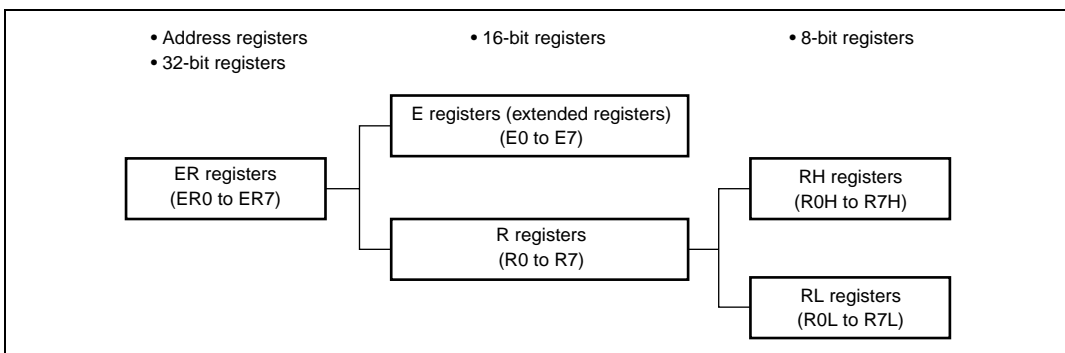 • Address registers
• 32-bit registers
• 16-bit registers
• 8-bit registers
E registers (extended registers)
(E0 to E7)
ER registers
(ER0 to ER7)
RH registers
(R0H to R7H)
R registers
(R0 to R7)
RL registers
(R0L to R7L)